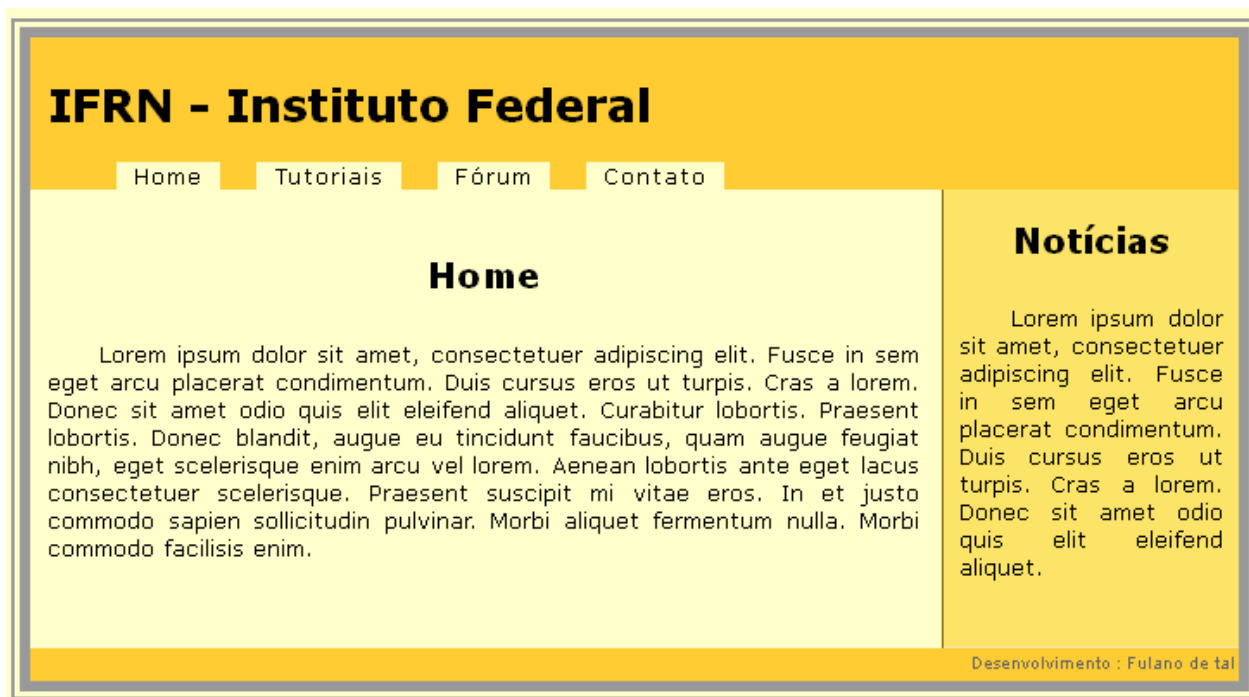 IFRN - Instituto Federal
Home Tutoriais Fórum Contato
Home
Lorem ipsum dolor sit amet, consectetuer adipiscing elit. Fusce in sem
eget arcu placerat condimentum. Duis cursus eros ut turpis. Cras a lorem.
Donec sit amet odio quis elit eleifend aliquet. Curabitur lobortis. Praesent
lobortis. Donec blandit, augue eu tincidunt faucibus, quam augue feugiat
nibh, eget scelerisque enim arcu vel lorem. Aenean lobortis ante eget lacus
consectetuer scelerisque. Praesent suscipit mi vitae eros. In et justo
commodo sapien sollicitudin pulvinar. Morbi aliquet fermentum nulla. Morbi
commodo facilisis enim.
Notícias
Lorem ipsum dolor
sit amet, consectetuer
adipiscing elit. Fusce
in sem eget arcu
placerat condimentum.
Duis cursus eros ut
turpis. Cras a lorem.
Donec sit amet odio
quis elit eleifend
aliquet.
Desenvolvimento : Fulano de tal